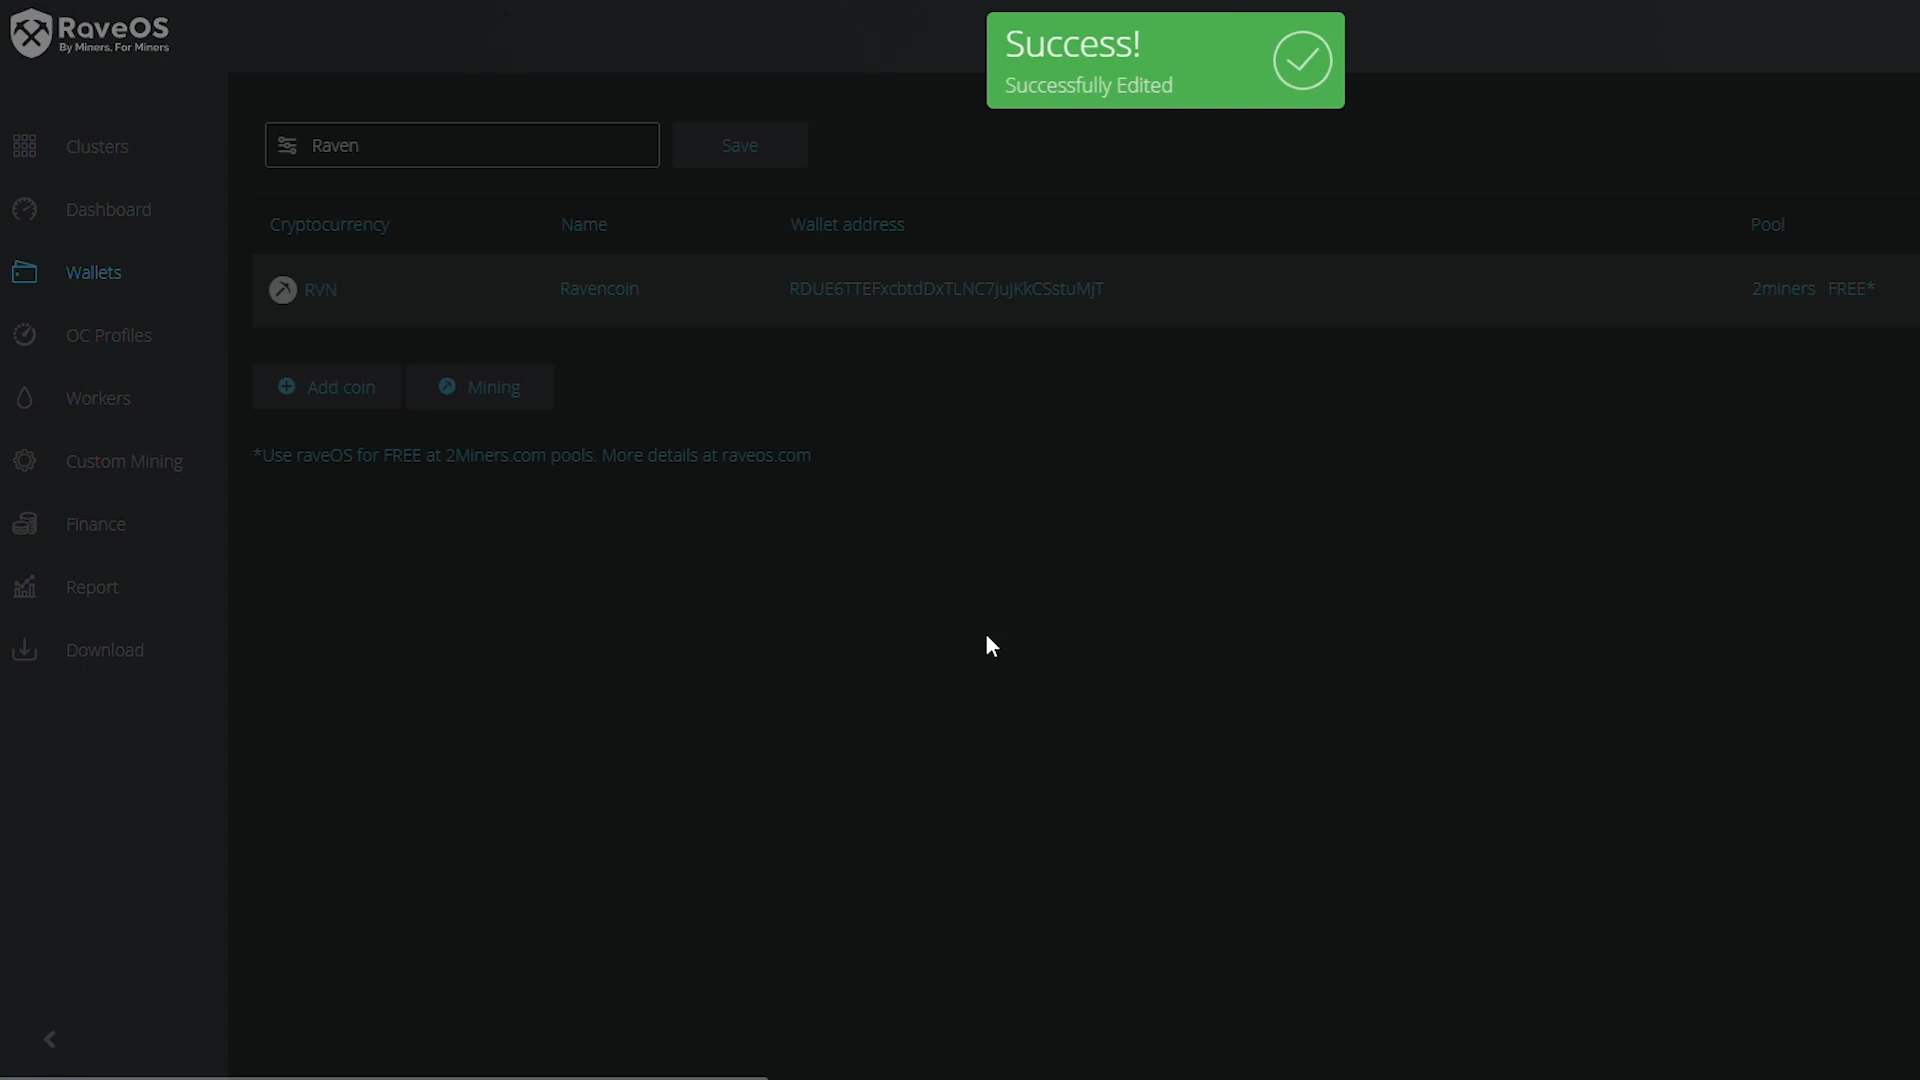 RaveOS
By Miners, For Miners
Success!
Successfully Edited
Clusters
Dashboard
Wallets
OC Profiles
Workers
Custom Mining
Finance
Report
Download
Raven
Save
Cryptocurrency Name Wallet address Pool
RVN Ravencoin RDUE6TTEFxcbtdDxTLNC7juJKkCSstuMjT 2miners FREE*
Add coin
Mining
*Use raveOS for FREE at 2Miners.com pools. More details at raveos.com